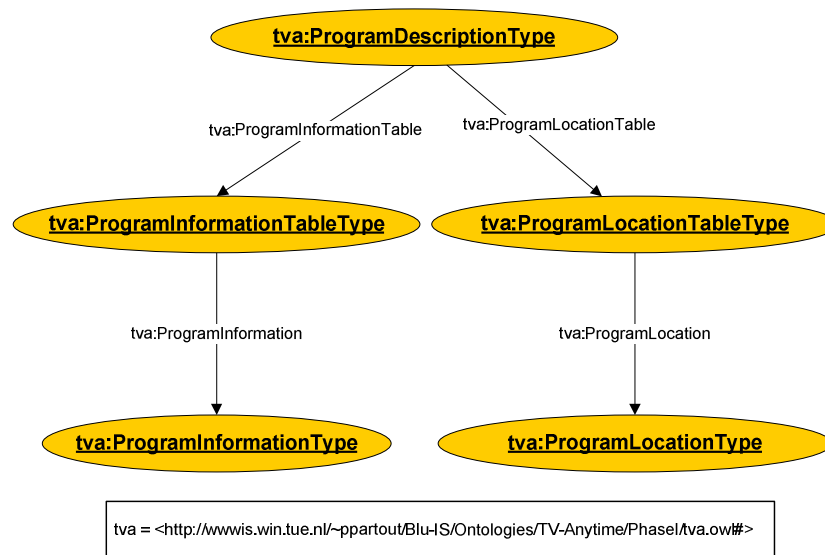 tva:ProgramDescriptionType
tva:ProgramInformationTable
tva:ProgramLocationTable
tva:ProgramInformationTableType
tva:ProgramLocationTableType
tva:ProgramInformation
tva:ProgramLocation
tva:ProgramInformationType
tva:ProgramLocationType
tva = <http://wwwis.win.tue.nl/~ppartout/Blu-IS/Ontologies/TV-Anytime/PhaseI/tva.owl#>